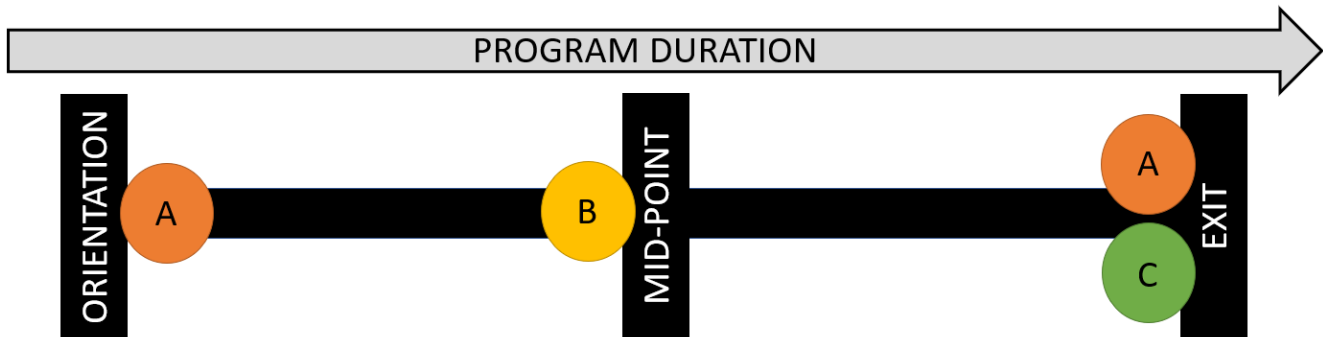 PROGRAM DURATION
ORIENTATION
A
B
MID-POINT
A
C
EXIT